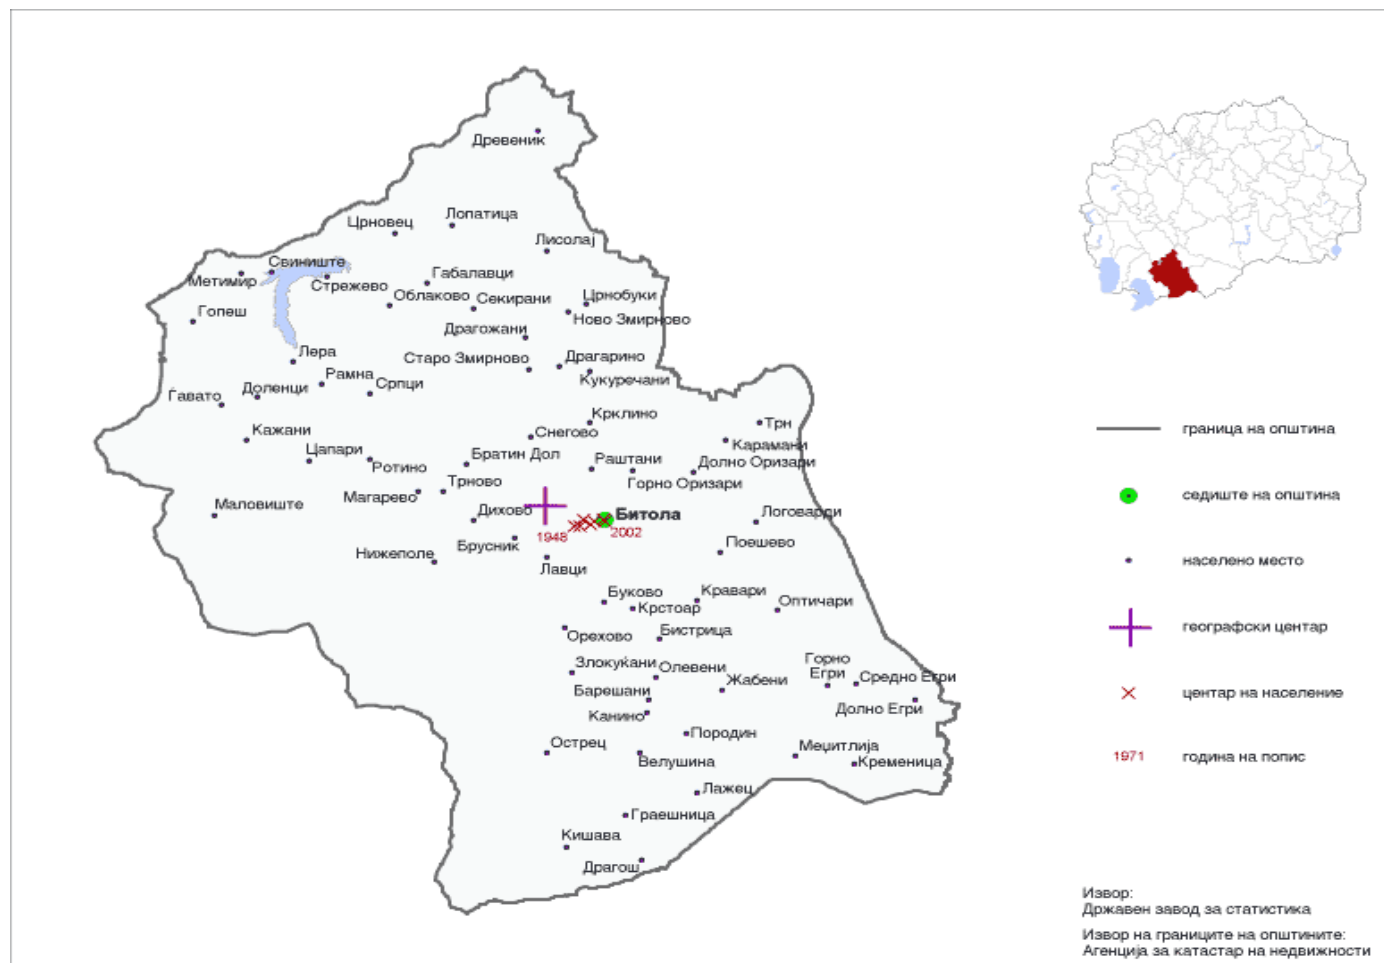 Древеник
Лопатица
Црновец
Лисолај
Свиниште
Метимир
Стрежево
Габалавци
Облаково
Секирани
Црнобуки
Гопеш
Ново Змирново
Драгожани
Лера
Старо Змирново
Драгарино
Рамна
Кукуречани
Доленци
Српци
Ѓавато
Крклино
Трн
Кажани
Снегово
Карамани
Цапари
Братин Дол
Раштани
Долно Оризари
Ротино
Трново
Горно Оризари
Магарево
Маловиште
Дихово
Битола
Логоварди
1948
2002
Брусник
Поешево
Нижеполе
Лавци
Буково
Кравари
Оптичари
Крстоар
Орехово
Бистрица
Злокуќани
Олевени
Горно
Егри
Средно Егри
Жабени
Барешани
Долно Егри
Канино
Породин
Острец
Меџитлија
Велушина
Кременица
Лажец
Граешница
Кишава
Драгош
граница на општина
седиште на општина
населено место
географски центар
центар на население
1971
година на попис
Извор:
Државен завод за статистика
Извор на границите на општините:
Агенција за катастар на недвижности